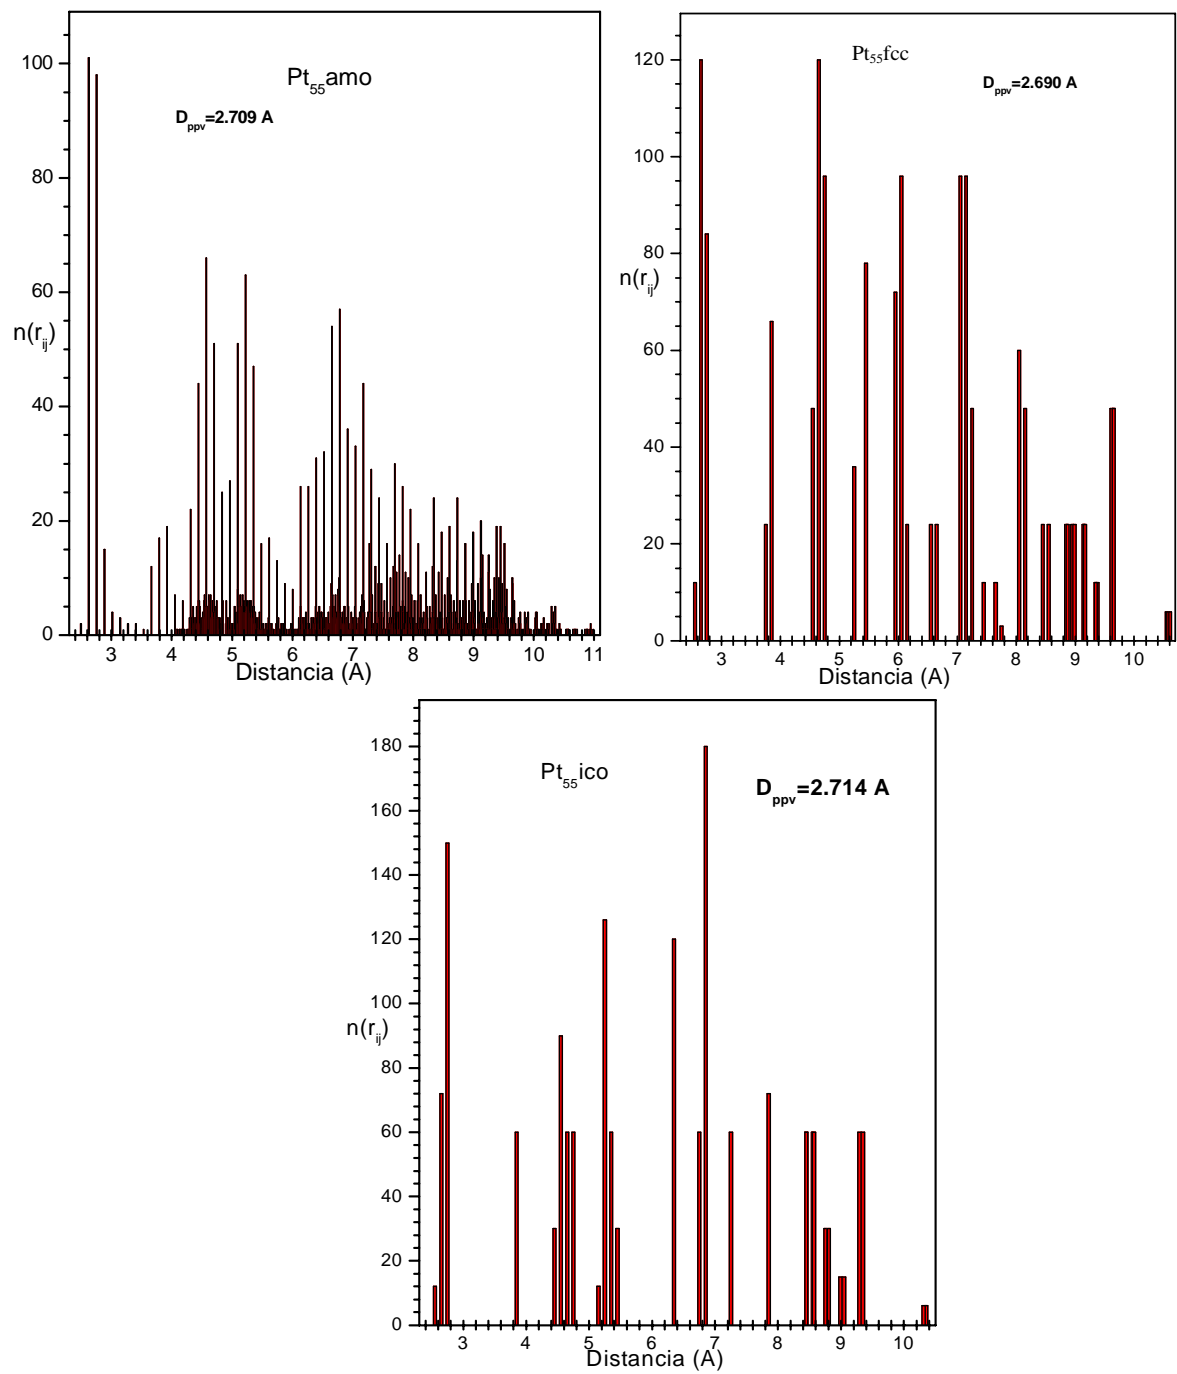 Pt55amo
Dppv=2.709 A
100
80
60
40
20
0
n(rij)
3 4 5 6 7 8 9 10 11
Distancia (A)
Pt55fcc
Dppv=2.690 A
120
100
80
60
40
20
0
n(rij)
3 4 5 6 7 8 9 10
Distancia (A)
Pt55ico
Dppv=2.714 A
180
160
140
120
100
80
60
40
20
0
n(rij)
3 4 5 6 7 8 9 10
Distancia (A)